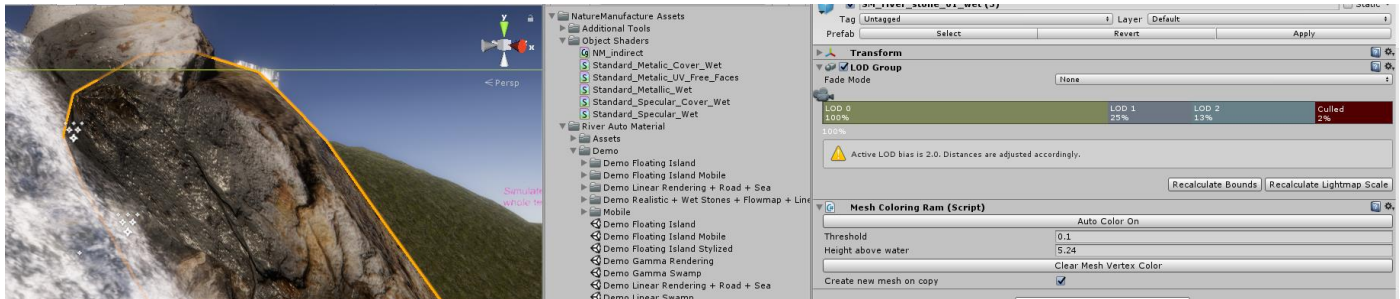 y
x
Persp
Simulate
whole te
NatureManufacture Assets
Additional Tools
Object Shaders
NM_indirect
Standard_Metalic_Cover_Wet
Standard_Metalic_UV_Free_Faces
Standard_Metallic_Wet
Standard_Specular_Cover_Wet
Standard_Specular_Wet
River Auto Material
Assets
Demo
Demo Floating Island
Demo Floating Island Mobile
Demo Linear Rendering + Road + Sea
Demo Realistic + Wet Stones + Flowmap + Line
Mobile
Demo Floating Island
Demo Floating Island Mobile
Demo Floating Island Stylized
Demo Gamma Rendering
Demo Gamma Swamp
Demo Linear Rendering + Road + Sea
Demo Linear Swamp
SM_river_stone_01_wet (5) Static
Tag Untagged Layer Default
Prefab Select Revert Apply
Transform
LOD Group
Fade Mode None
LOD 0 LOD 1 LOD 2 Culled
100% 25% 13% 2%
100%
Active LOD bias is 2.0. Distances are adjusted accordingly.
Recalculate Bounds Recalculate Lightmap Scale
Mesh Coloring Ram (Script)
Auto Color On
Threshold 0.1
Height above water 5.24
Clear Mesh Vertex Color
Create new mesh on copy